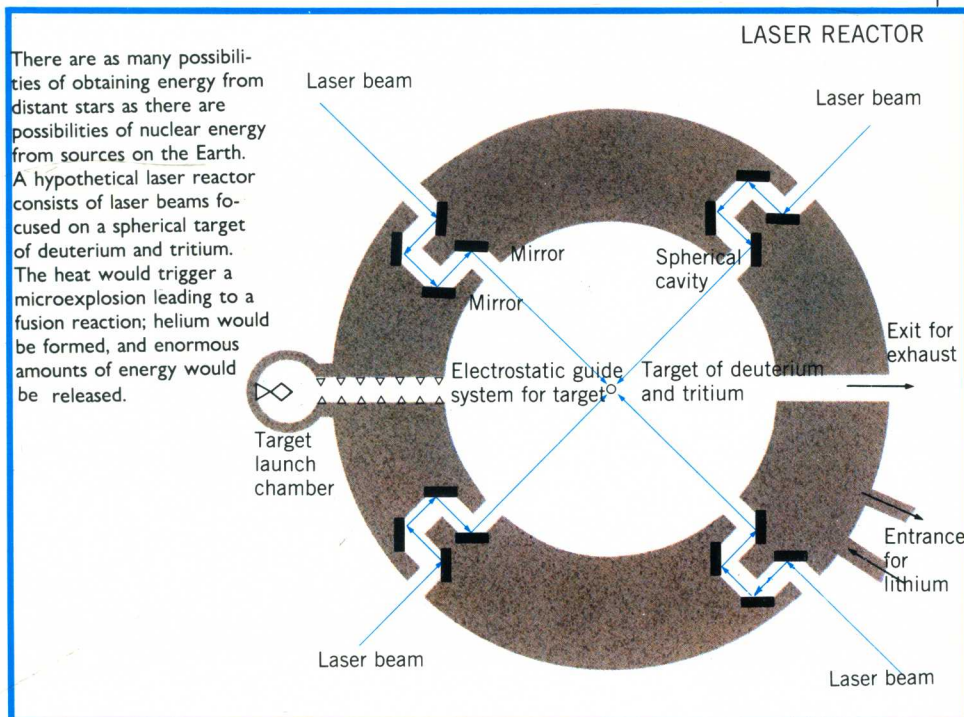 LASER REACTOR
There are as many possibili-
ties of obtaining energy from
distant stars as there are
possibilities of nuclear energy
from sources on the Earth.
A hypothetical laser reactor
consists of laser beams fo-
cused on a spherical target
of deuterium and tritium.
The heat would trigger a
microexplosion leading to a
fusion reaction; helium would
be formed, and enormous
amounts of energy would
be released.
Laser beam
Laser beam
Mirror
Mirror
Spherical
cavity
Exit for
exhaust
Electrostatic guide
system for target
Target of deuterium
and tritium
Target
launch
chamber
Entrance
for
lithium
Laser beam
Laser beam